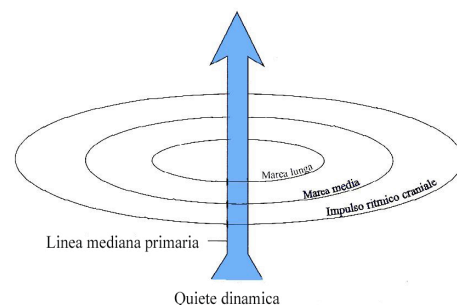 Marea lunga
Marea media
Impulso ritmico craniale
Linea mediana primaria
Quiete dinamica